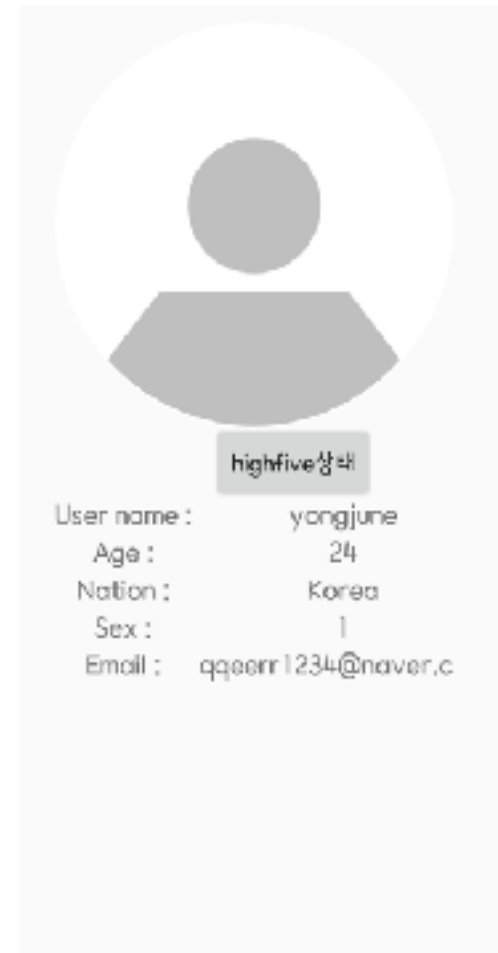 highfive상태
User name : yongjune
Age : 24
Nation : Korea
Sex : 1
Email : qqeerr1234@naver.c